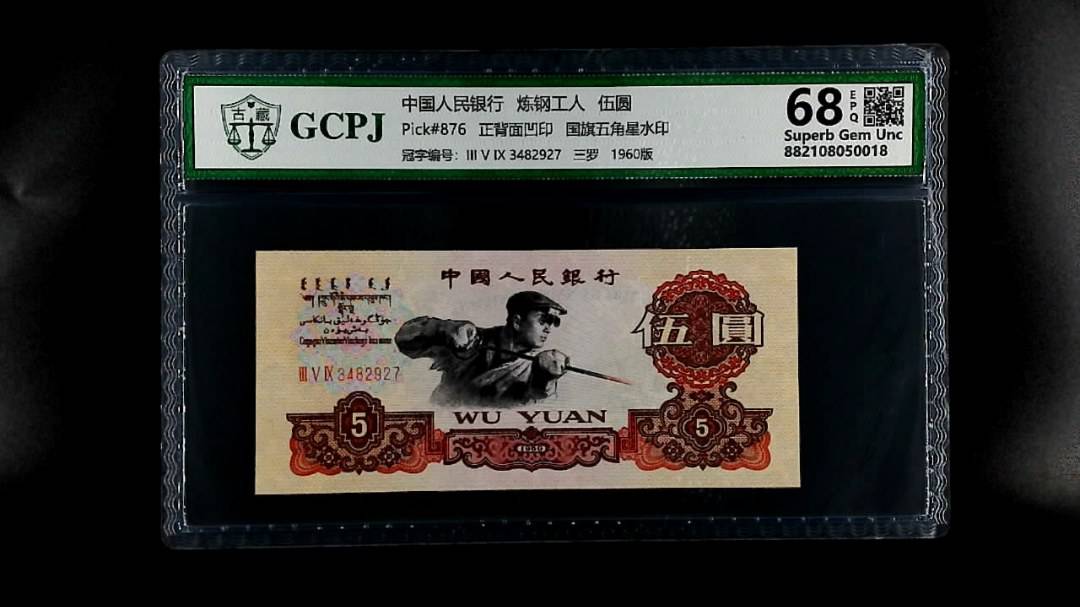 古藏
GCPJ
中国人民银行 炼钢工人 伍圆
Pick#876 正背面凹印 国旗五角星水印
冠字编号: III V IX 3482927 三罗 1960版
68 EPQ
Superb Gem Unc
882108050018
中國人民銀行
伍圓
III V IX 3482927
5
WU YUAN
5
1960